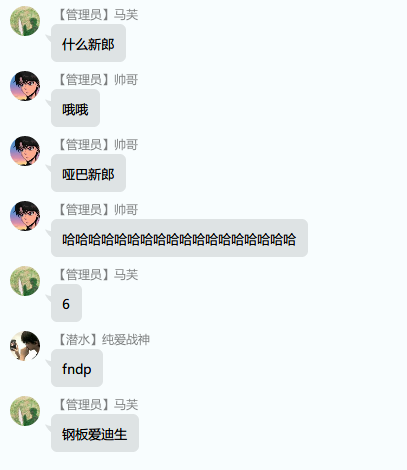 【管理员】马芙
什么新郎
【管理员】帅哥
哦哦
【管理员】帅哥
哑巴新郎
【管理员】帅哥
哈哈哈哈哈哈哈哈哈哈哈哈哈哈哈哈哈哈
【管理员】马芙
6
【潜水】纯爱战神
fndp
【管理员】马芙
钢板爱迪生